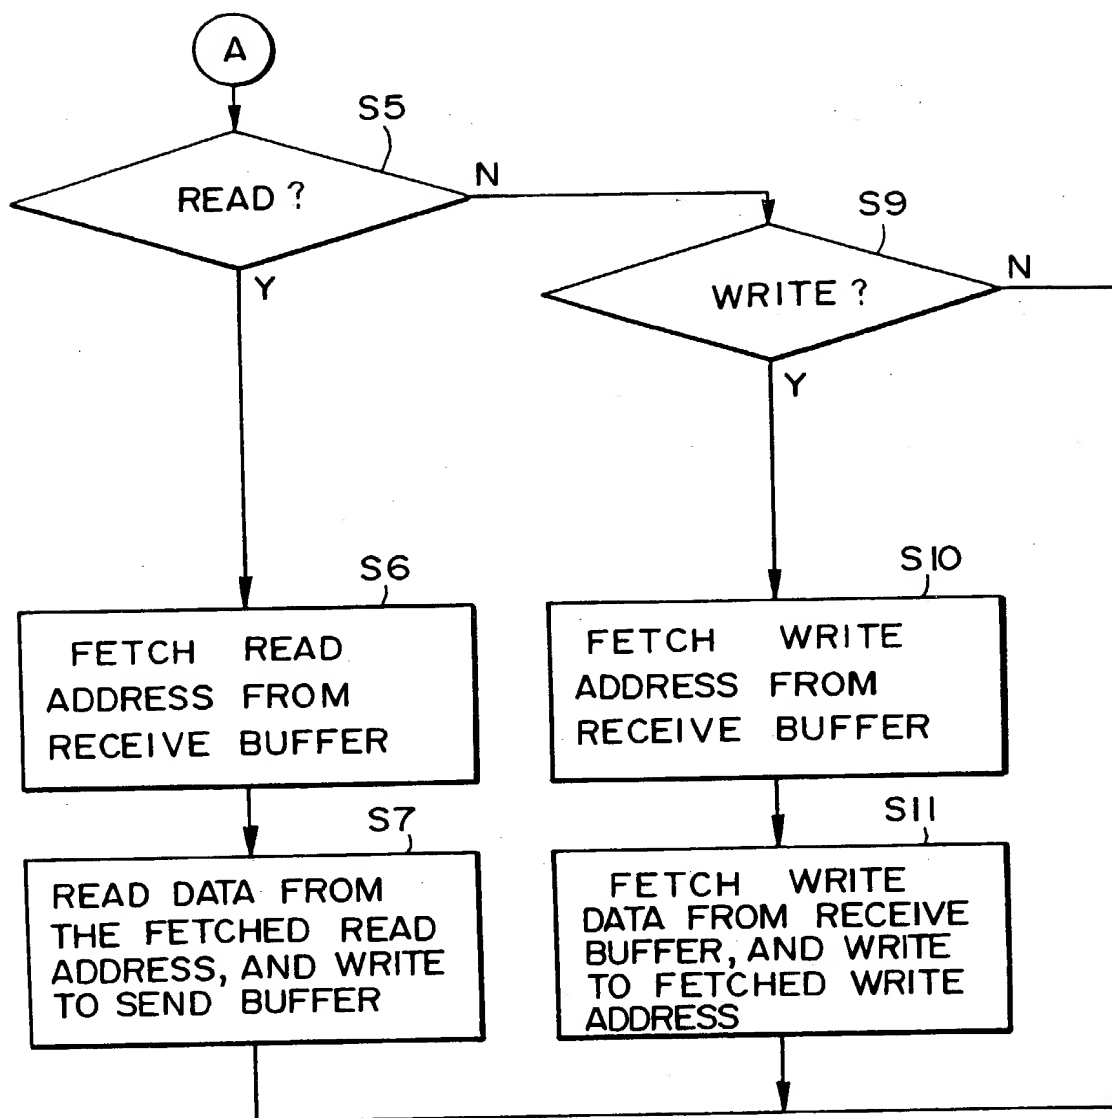 A
S5
READ ?
N
Y
S9
WRITE ?
N
Y
S6
FETCH READ
ADDRESS FROM
RECEIVE BUFFER
S10
FETCH WRITE
ADDRESS FROM
RECEIVE BUFFER
S7
READ DATA FROM
THE FETCHED READ
ADDRESS, AND WRITE
TO SEND BUFFER
S11
FETCH WRITE
DATA FROM RECEIVE
BUFFER, AND WRITE
TO FETCHED WRITE
ADDRESS